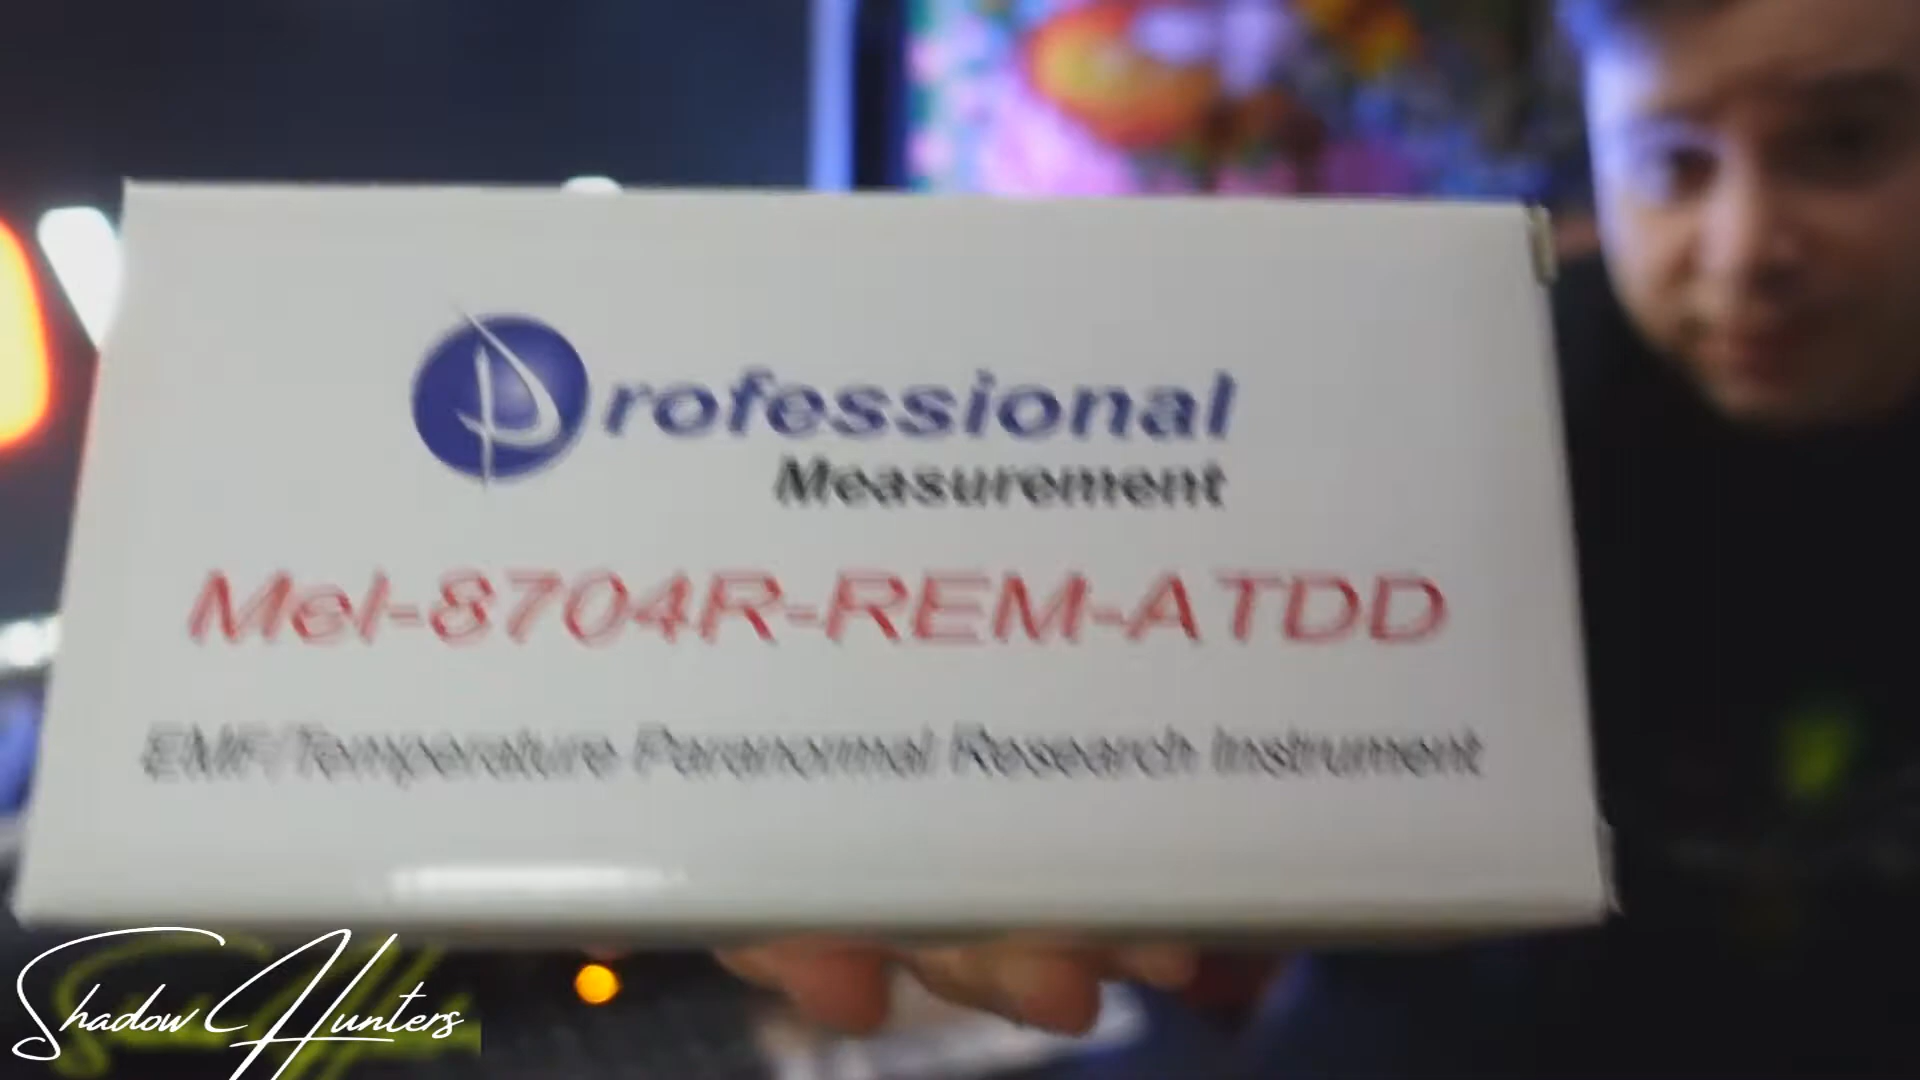 Professional
Measurement
Mel-8704R-REM-ATDD
EMF/Temperature Paranormal Research Instrument
Shadow Hunters